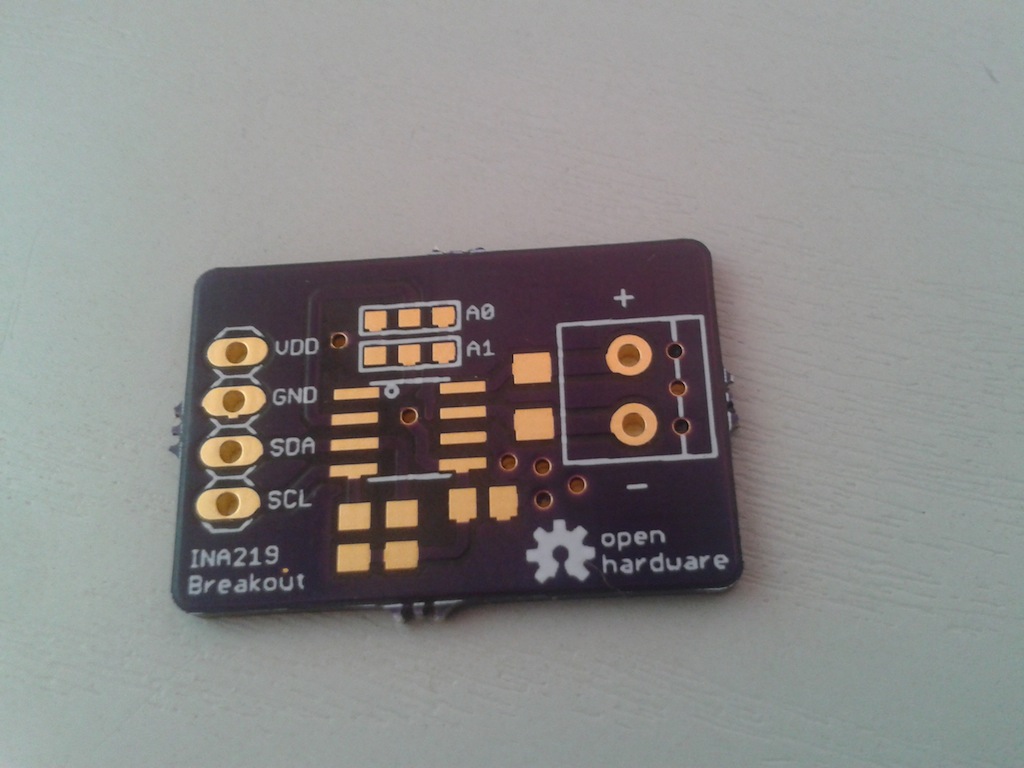 +
A0
A1
VDD
GND
SDA
SCL
-
INA219
Breakout
open
hardware